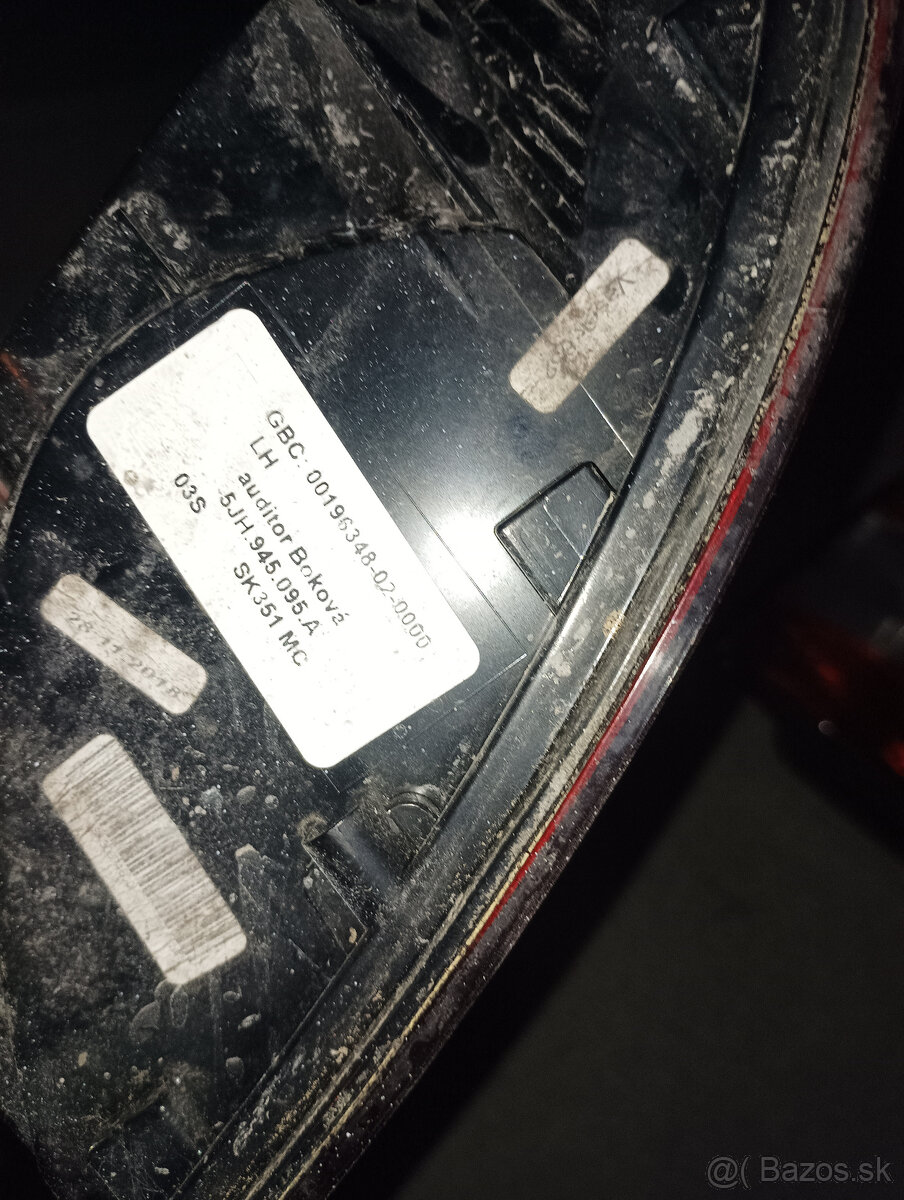 GBC: 00196348-02-0000
LH
auditor Boková
5JH.945.095.A
03S SK351 MC
28.11.2018
@( Bazos.sk